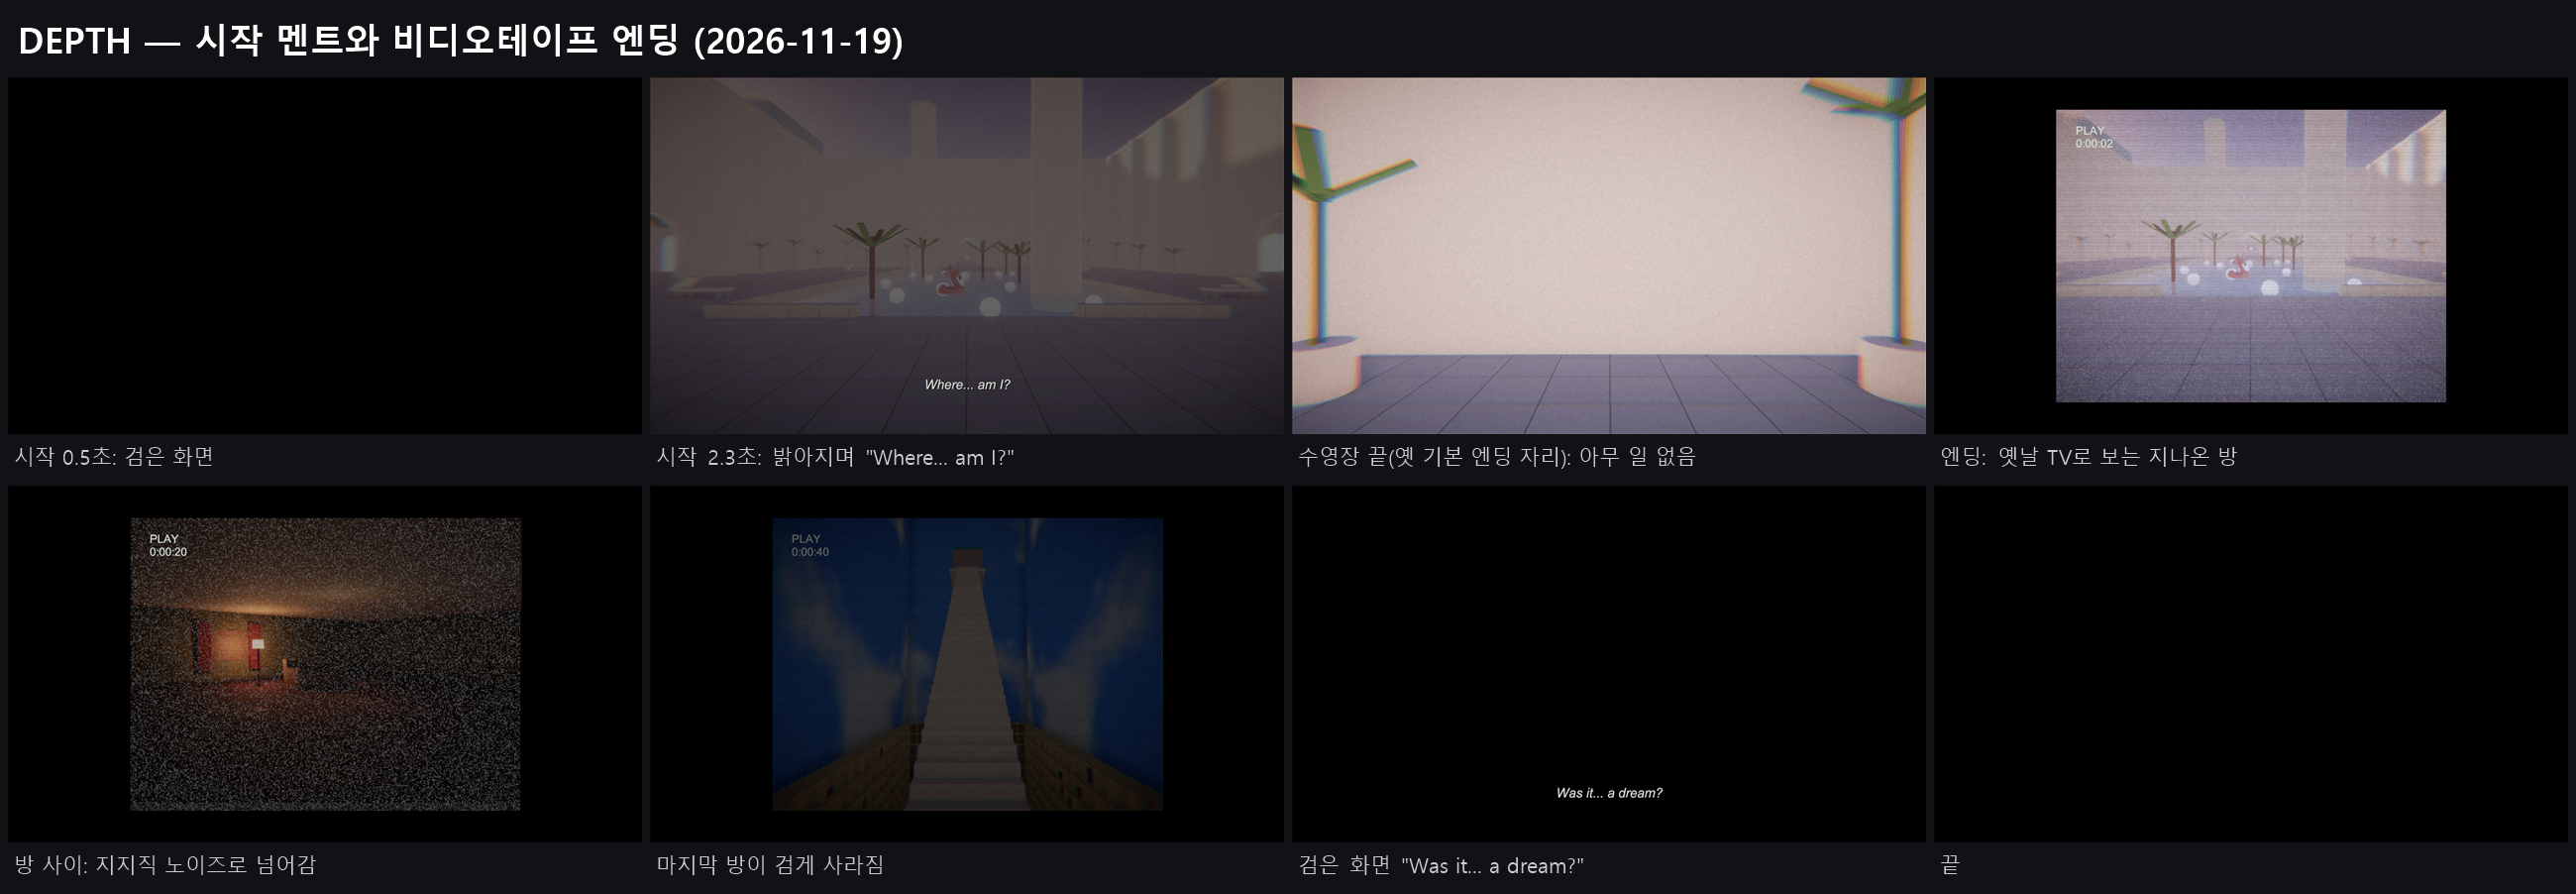 DEPTH — 시작 멘트와 비디오테이프 엔딩 (2026-11-19)
Where... am I?
PLAY
0:00:02
시작 0.5초: 검은 화면
시작 2.3초: 밝아지며 "Where... am I?"
수영장 끝(옛 기본 엔딩 자리): 아무 일 없음
엔딩: 옛날 TV로 보는 지나온 방
PLAY
0:00:20
PLAY
0:00:40
Was it... a dream?
방 사이: 지지직 노이즈로 넘어감
마지막 방이 검게 사라짐
검은 화면 "Was it... a dream?"
끝